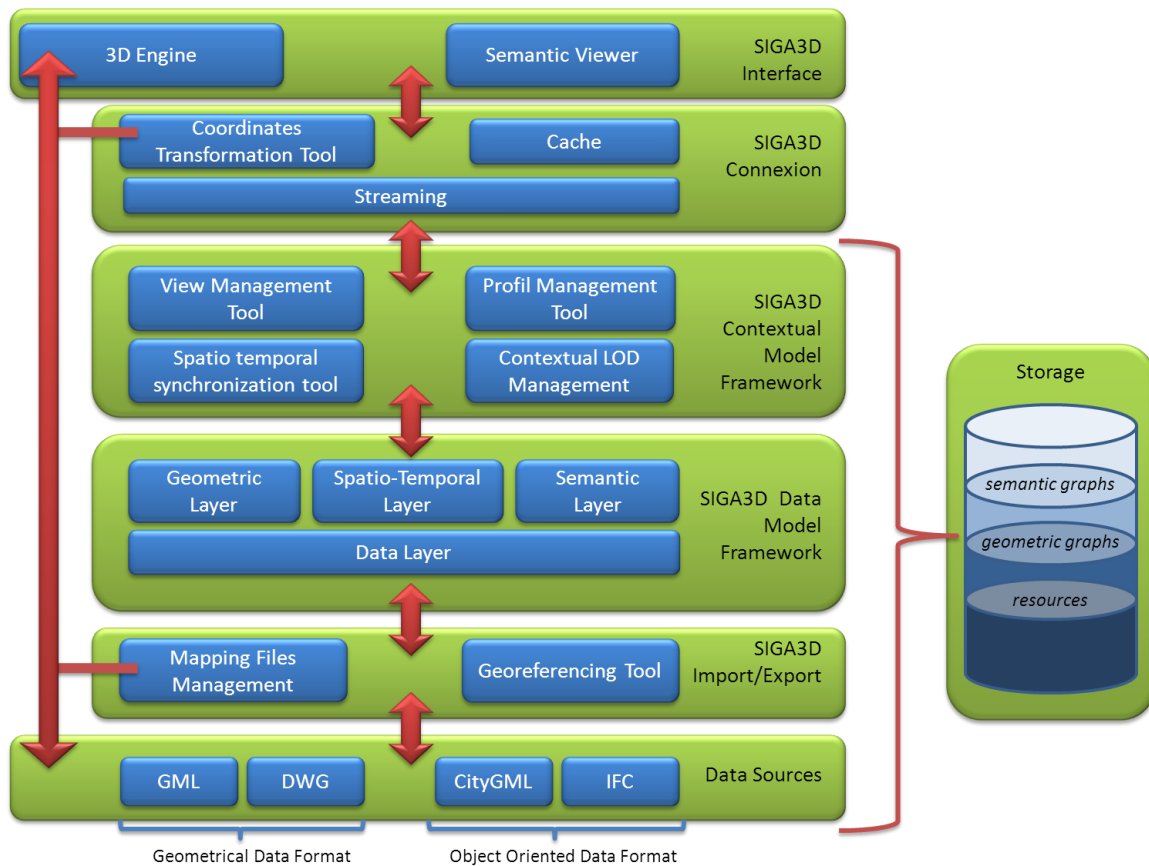 3D Engine
Semantic Viewer
SIGA3D
Interface
Coordinates
Transformation Tool
Cache
SIGA3D
Connexion
Streaming
View Management
Tool
Profil Management
Tool
SIGA3D
Contextual
Model
Framework
Spatio temporal
synchronization tool
Contextual LOD
Management
Storage
semantic graphs
geometric graphs
resources
Geometric
Layer
Spatio-Temporal
Layer
Semantic
Layer
SIGA3D Data
Model
Framework
Data Layer
Mapping Files
Management
Georeferencing Tool
SIGA3D
Import/Export
GML
DWG
CityGML
IFC
Data Sources
Geometrical Data Format
Object Oriented Data Format